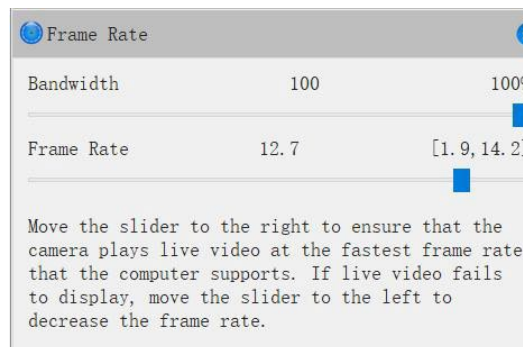 Frame Rate
Bandwidth 100 100%
Frame Rate 12.7 [1.9,14.2]
Move the slider to the right to ensure that the
camera plays live video at the fastest frame rate
that the computer supports. If live video fails
to display, move the slider to the left to
decrease the frame rate.